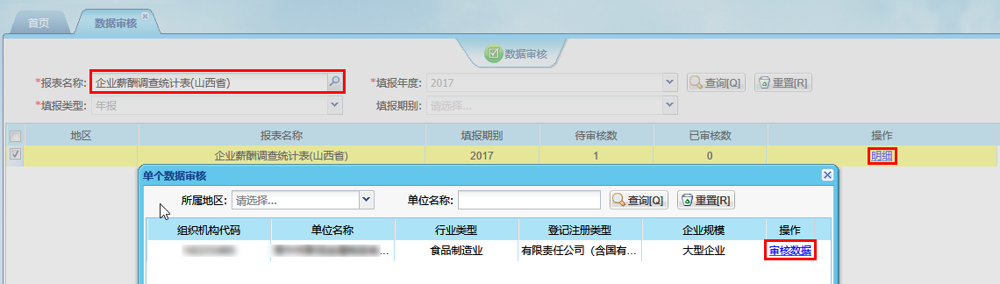 首页 数据审核
数据审核
*报表名称: 企业薪酬调查统计表(山西省) *填报年度: 2017 查询[Q] 重置[R]
*填报类型: 年报 填报期别: 请选择...
地区 报表名称 填报期别 待审核数 已审核数 操作
企业薪酬调查统计表(山西省) 2017 1 0 明细
单个数据审核
所属地区: 请选择... 单位名称: 查询[Q] 重置[R]
组织机构代码 单位名称 行业类型 登记注册类型 企业规模 操作
食品制造业 有限责任公司（含国有... 大型企业 审核数据